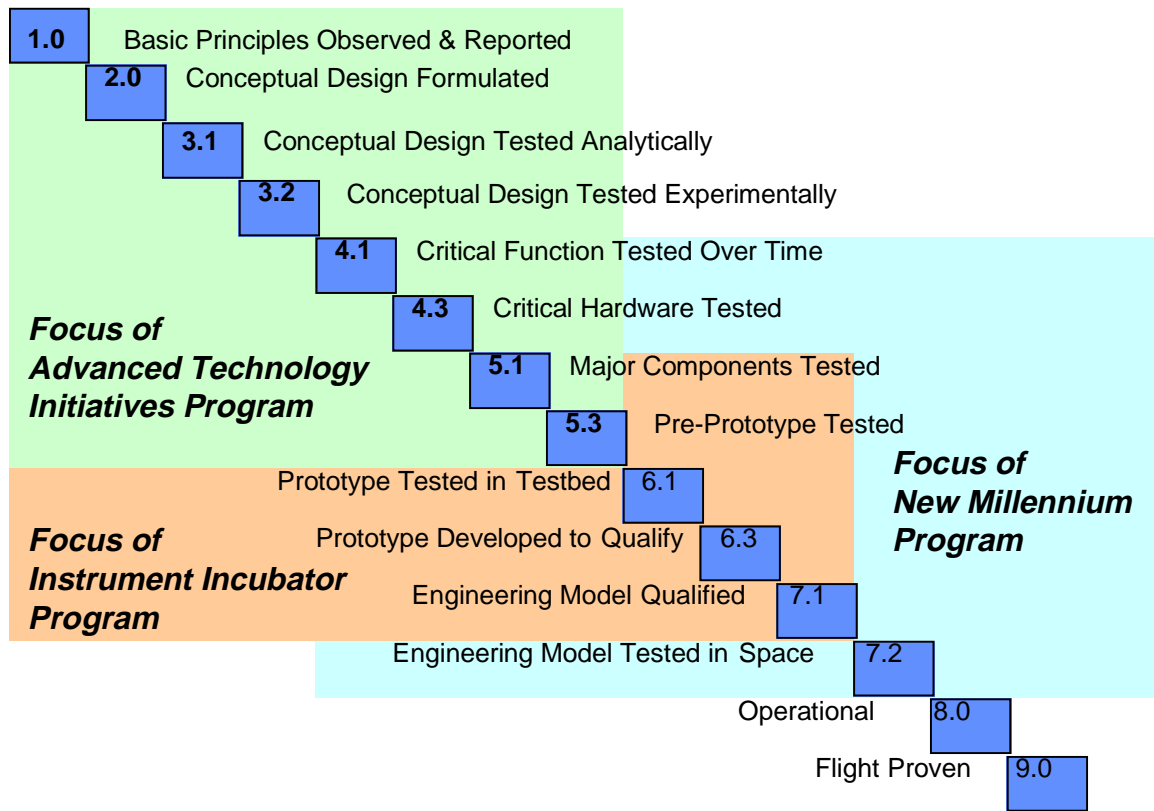 1.0 Basic Principles Observed & Reported
2.0 Conceptual Design Formulated
3.1 Conceptual Design Tested Analytically
3.2 Conceptual Design Tested Experimentally
4.1 Critical Function Tested Over Time
4.3 Critical Hardware Tested
Focus of
Advanced Technology
Initiatives Program
5.1 Major Components Tested
5.3 Pre-Prototype Tested
Focus of
New Millennium
Program
Prototype Tested in Testbed 6.1
Prototype Developed to Qualify 6.3
Focus of
Instrument Incubator
Program
Engineering Model Qualified 7.1
Engineering Model Tested in Space 7.2
Operational 8.0
Flight Proven 9.0